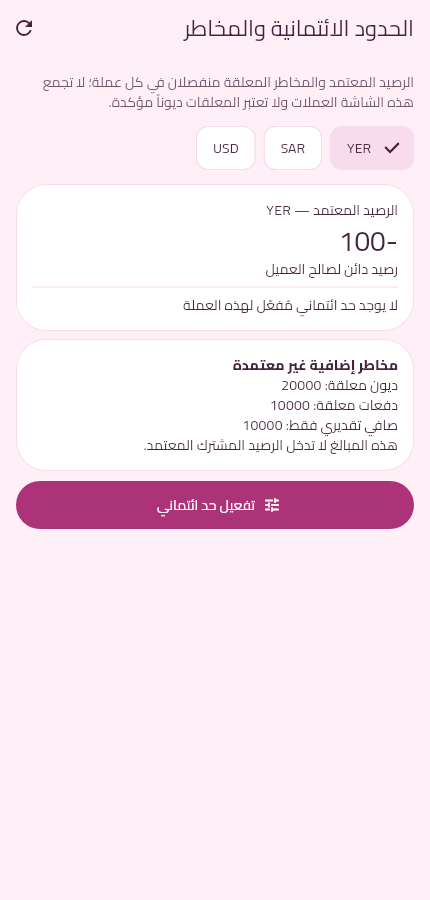 الحدود الائتمانية والمخاطر
الرصيد المعتمد والمخاطر المعلقة منفصلان في كل عملة؛ لا تجمع
هذه الشاشة العملات ولا تعتبر المعلقات ديوناً مؤكدة.
YER
SAR
USD
الرصيد المعتمد — YER
100-
رصيد دائن لصالح العميل
لا يوجد حد ائتماني مُفعّل لهذه العملة
مخاطر إضافية غير معتمدة
ديون معلقة: 20000
دفعات معلقة: 10000
صافي تقديري فقط: 10000
هذه المبالغ لا تدخل الرصيد المشترك المعتمد.
تفعيل حد ائتماني